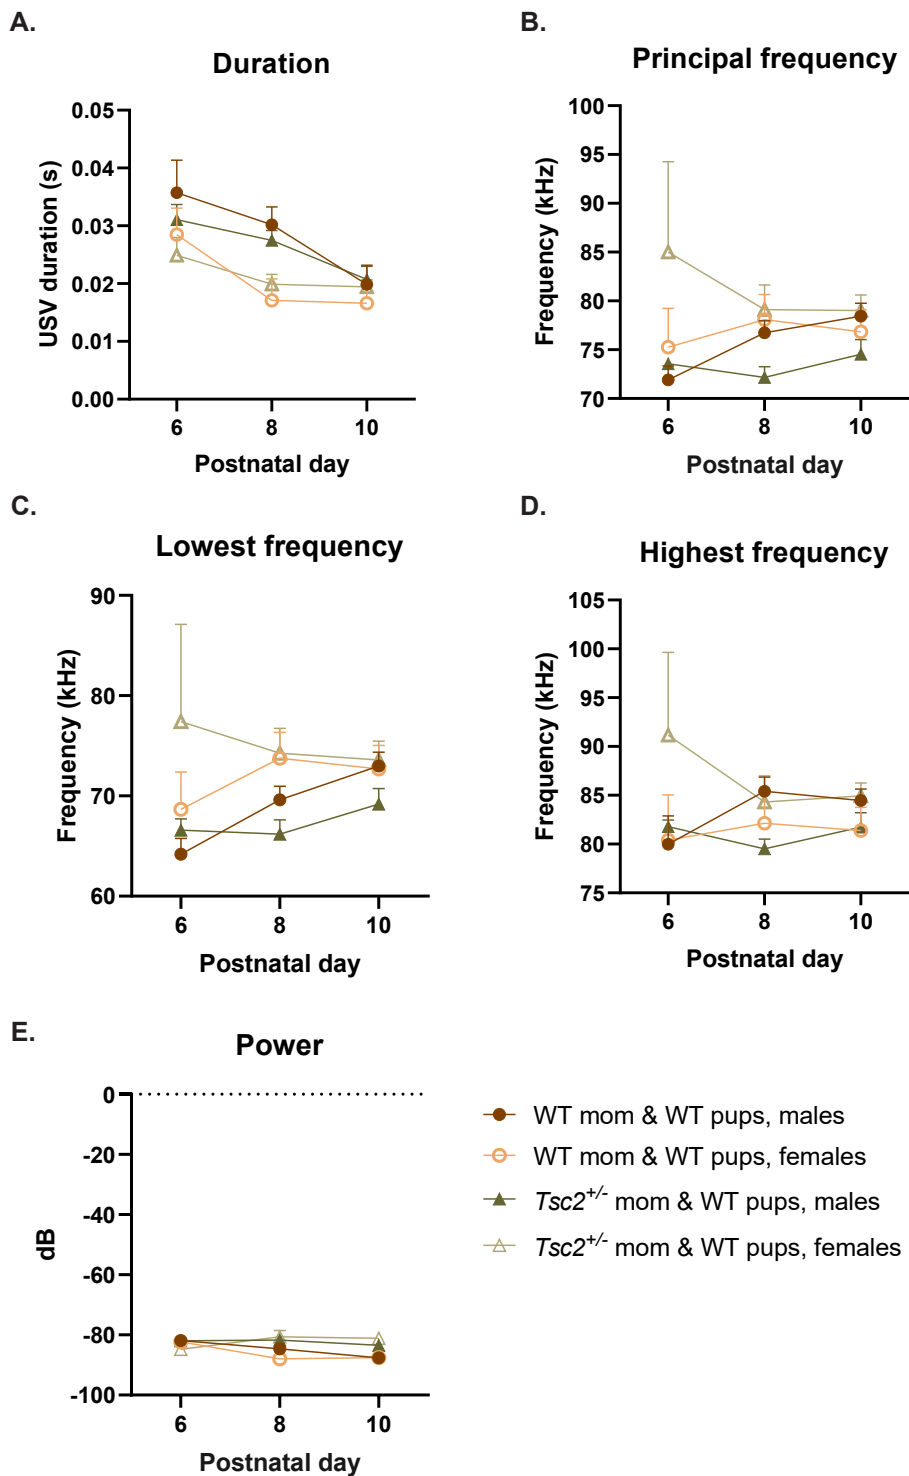 A.
Duration
USV duration (s)
0.05
0.04
0.03
0.02
0.01
0.00
6 8 10
Postnatal day
B.
Principal frequency
Frequency (kHz)
100
95
90
85
80
75
70
6 8 10
Postnatal day
C.
Lowest frequency
Frequency (kHz)
90
80
70
60
6 8 10
Postnatal day
D.
Highest frequency
Frequency (kHz)
105
100
95
90
85
80
75
6 8 10
Postnatal day
E.
Power
dB
0
-20
-40
-60
-80
-100
6 8 10
Postnatal day
WT mom & WT pups, males
WT mom & WT pups, females
Tsc2+/- mom & WT pups, males
Tsc2+/- mom & WT pups, females